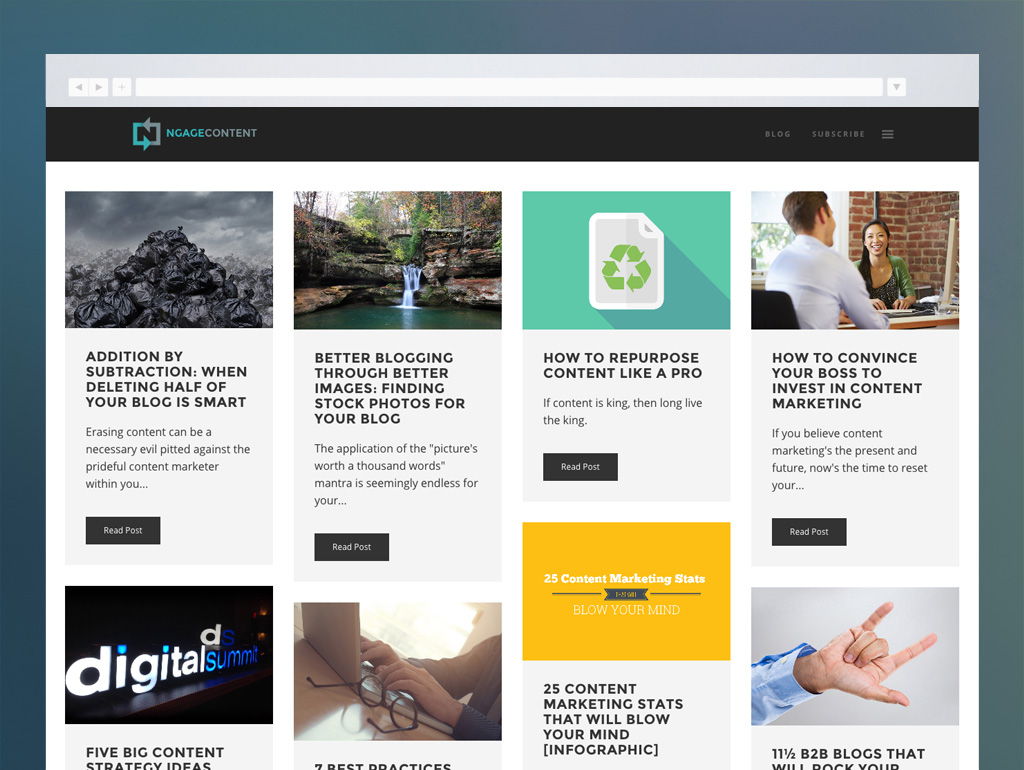 NGAGECONTENT
BLOG
SUBSCRIBE
ADDITION BY
SUBTRACTION: WHEN
DELETING HALF OF
YOUR BLOG IS SMART
Erasing content can be a
necessary evil pitted against the
prideful content marketer
within you...
Read Post
BETTER BLOGGING
THROUGH BETTER
IMAGES: FINDING
STOCK PHOTOS FOR
YOUR BLOG
The application of the "picture's
worth a thousand words"
mantra is seemingly endless for
your...
Read Post
HOW TO REPURPOSE
CONTENT LIKE A PRO
If content is king, then long live
the king.
Read Post
HOW TO CONVINCE
YOUR BOSS TO
INVEST IN CONTENT
MARKETING
If you believe content
marketing's the present and
future, now's the time to reset
your...
Read Post
ds
digitalsummit
FIVE BIG CONTENT
STRATEGY IDEAS
7 BEST PRACTICES
25 Content Marketing Stats
BLOW YOUR MIND
25 CONTENT
MARKETING STATS
THAT WILL BLOW
YOUR MIND
[INFOGRAPHIC]
11½ B2B BLOGS THAT
WILL ROCK YOUR